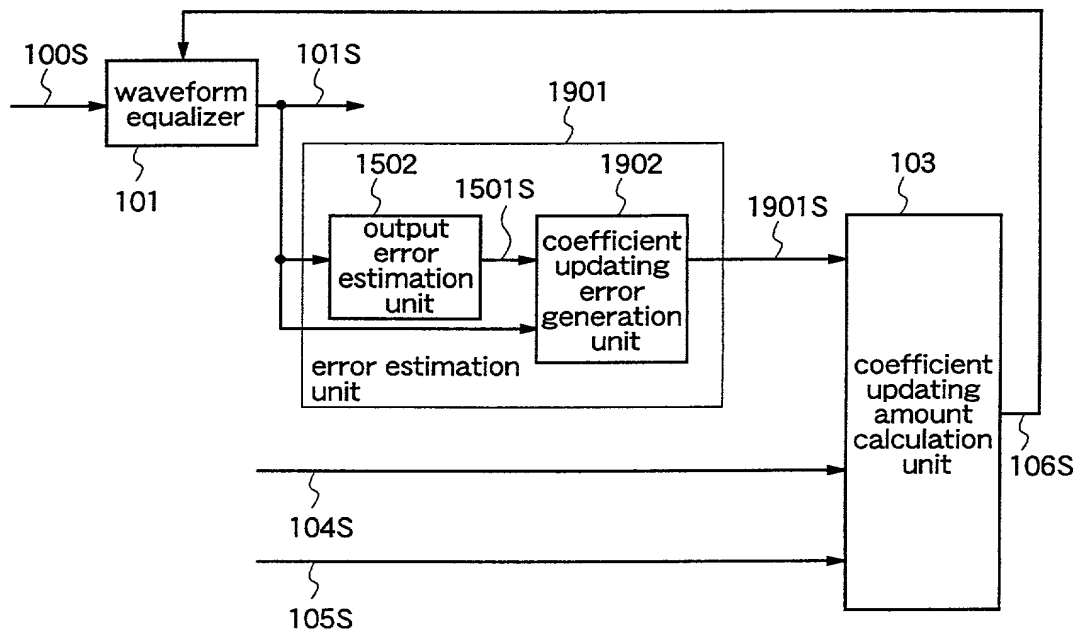 100S
waveform
equalizer
101
101S
1901
1502
output
error
estimation
unit
1501S
1902
coefficient
updating
error
generation
unit
error estimation
unit
1901S
103
coefficient
updating
amount
calculation
unit
106S
104S
105S